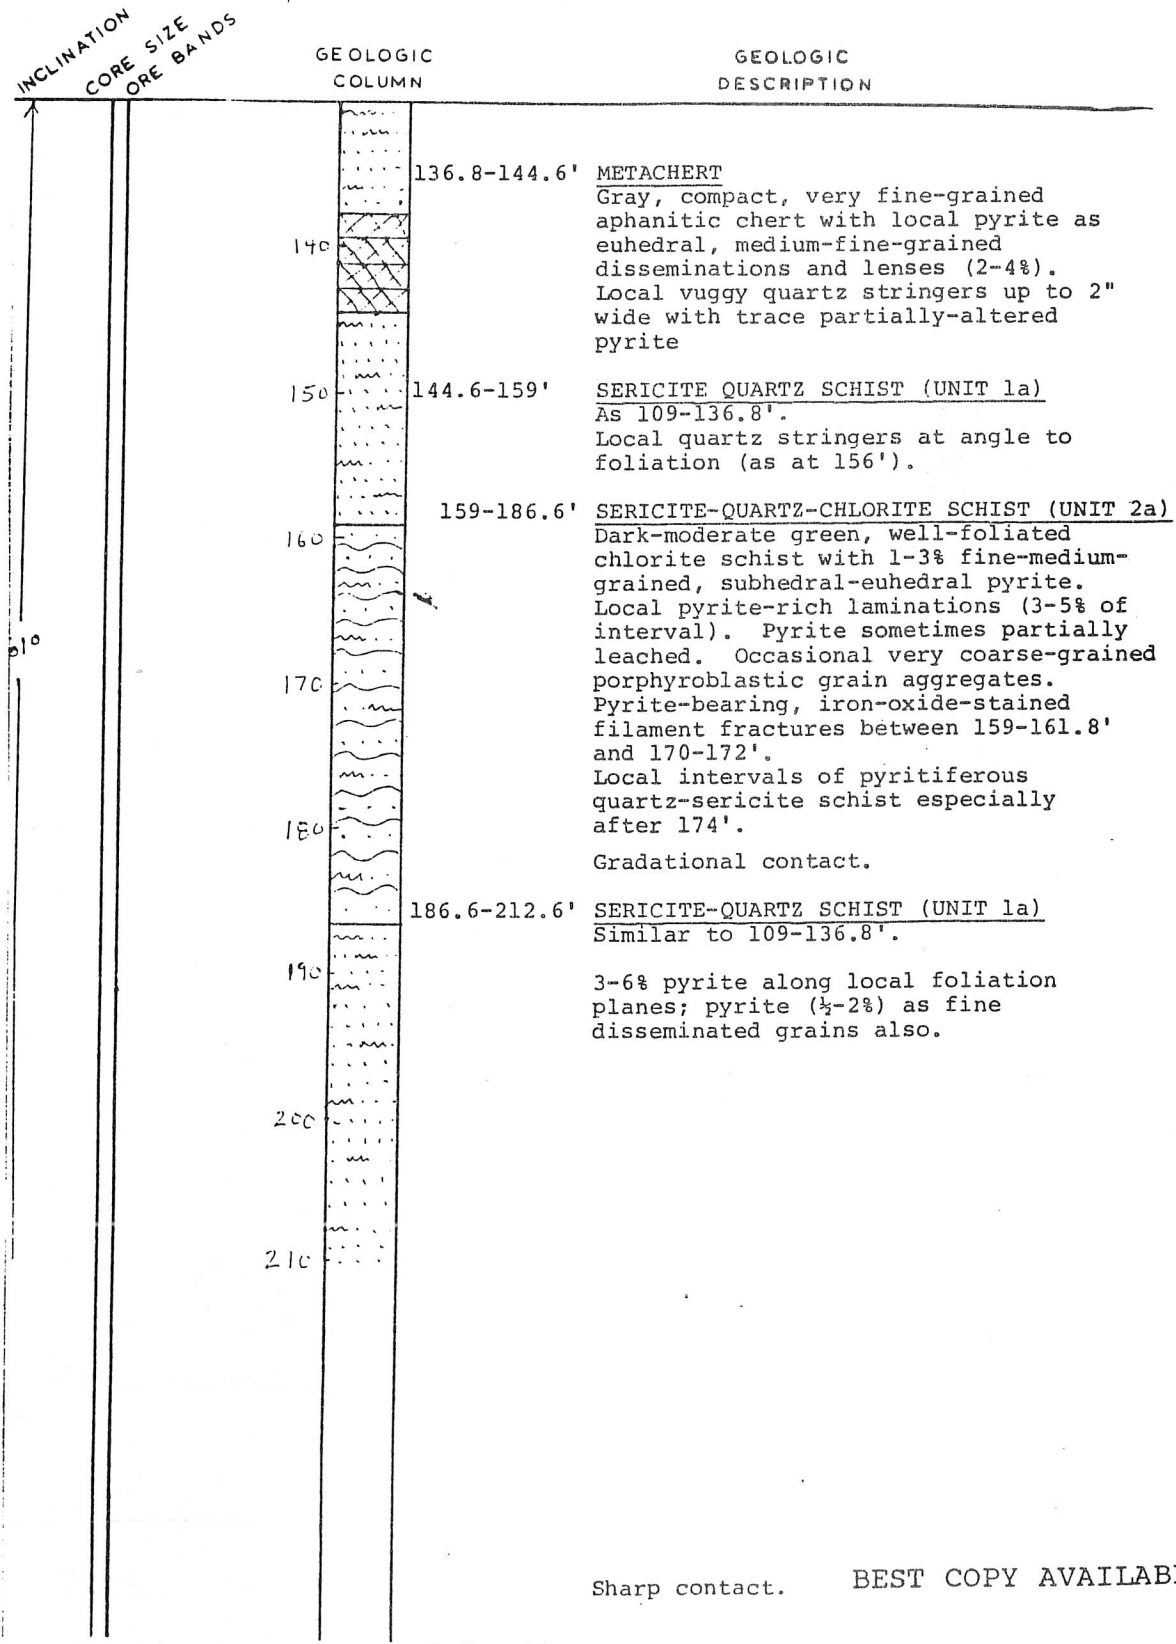 INCLINATION
CORE SIZE
ORE BANDS
GEOLOGIC
COLUMN
GEOLOGIC
DESCRIPTION
136.8-144.6' METACHERT
Gray, compact, very fine-grained
aphanitic chert with local pyrite as
140
euhedral, medium-fine-grained
disseminations and lenses (2-4%).
Local vuggy quartz stringers up to 2"
wide with trace partially-altered
pyrite
150
144.6-159' SERICITE QUARTZ SCHIST (UNIT 1a)
As 109-136.8'.
Local quartz stringers at angle to
foliation (as at 156').
159-186.6' SERICITE-QUARTZ-CHLORITE SCHIST (UNIT 2a)
160
Dark-moderate green, well-foliated
chlorite schist with 1-3% fine-medium-
grained, subhedral-euhedral pyrite.
Local pyrite-rich laminations (3-5% of
interval). Pyrite sometimes partially
leached. Occasional very coarse-grained
170
porphyroblastic grain aggregates.
Pyrite-bearing, iron-oxide-stained
filament fractures between 159-161.8'
and 170-172'.
Local intervals of pyritiferous
quartz-sericite schist especially
180
after 174'.
Gradational contact.
186.6-212.6' SERICITE-QUARTZ SCHIST (UNIT 1a)
Similar to 109-136.8'.
190
3-6% pyrite along local foliation
planes; pyrite (½-2%) as fine
disseminated grains also.
200
210
Sharp contact.
BEST COPY AVAILAB